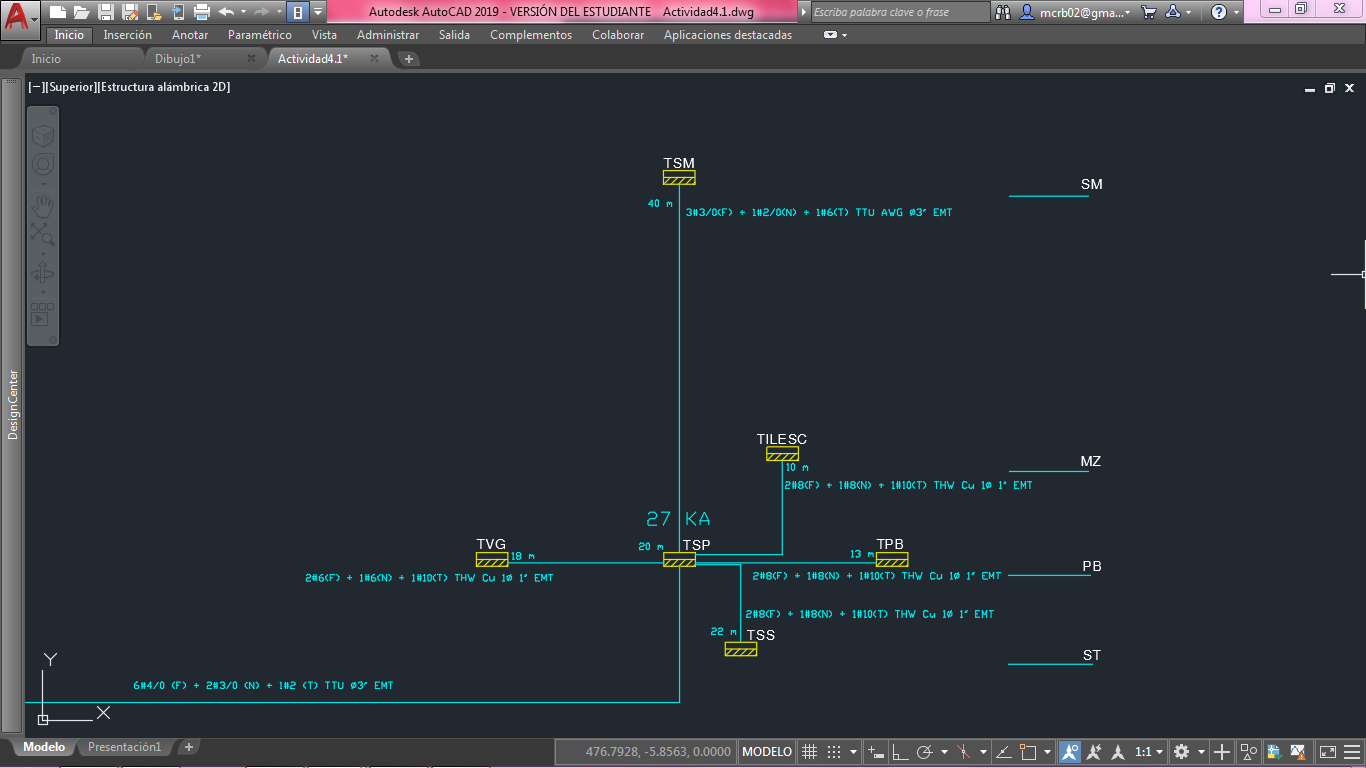 Autodesk AutoCAD 2019 - VERSIÓN DEL ESTUDIANTE Actividad4.1.dwg
Escriba palabra clave o frase
mcrb02@gma...
Inicio Inserción Anotar Paramétrico Vista Administrar Salida Complementos Colaborar Aplicaciones destacadas
Inicio Dibujo1* Actividad4.1*
[−][Superior][Estructura alámbrica 2D]
DesignCenter
TSM
SM
40 m
3#3/0(F) + 1#2/0(N) + 1#6(T) TTU AWG Ø3" EMT
TILESC
MZ
10 m
2#8(F) + 1#8(N) + 1#10(T) THW Cu 1Ø 1" EMT
27 KA
TVG
20 m
TSP
TPB
18 m
13 m
PB
2#6(F) + 1#6(N) + 1#10(T) THW Cu 1Ø 1" EMT
2#8(F) + 1#8(N) + 1#10(T) THW Cu 1Ø 1" EMT
2#8(F) + 1#8(N) + 1#10(T) THW Cu 1Ø 1" EMT
22 m
TSS
ST
Y
6#4/0 (F) + 2#3/0 (N) + 1#2 (T) TTU Ø3" EMT
X
Modelo Presentación1
476.7928, -5.8563, 0.0000 MODELO 1:1